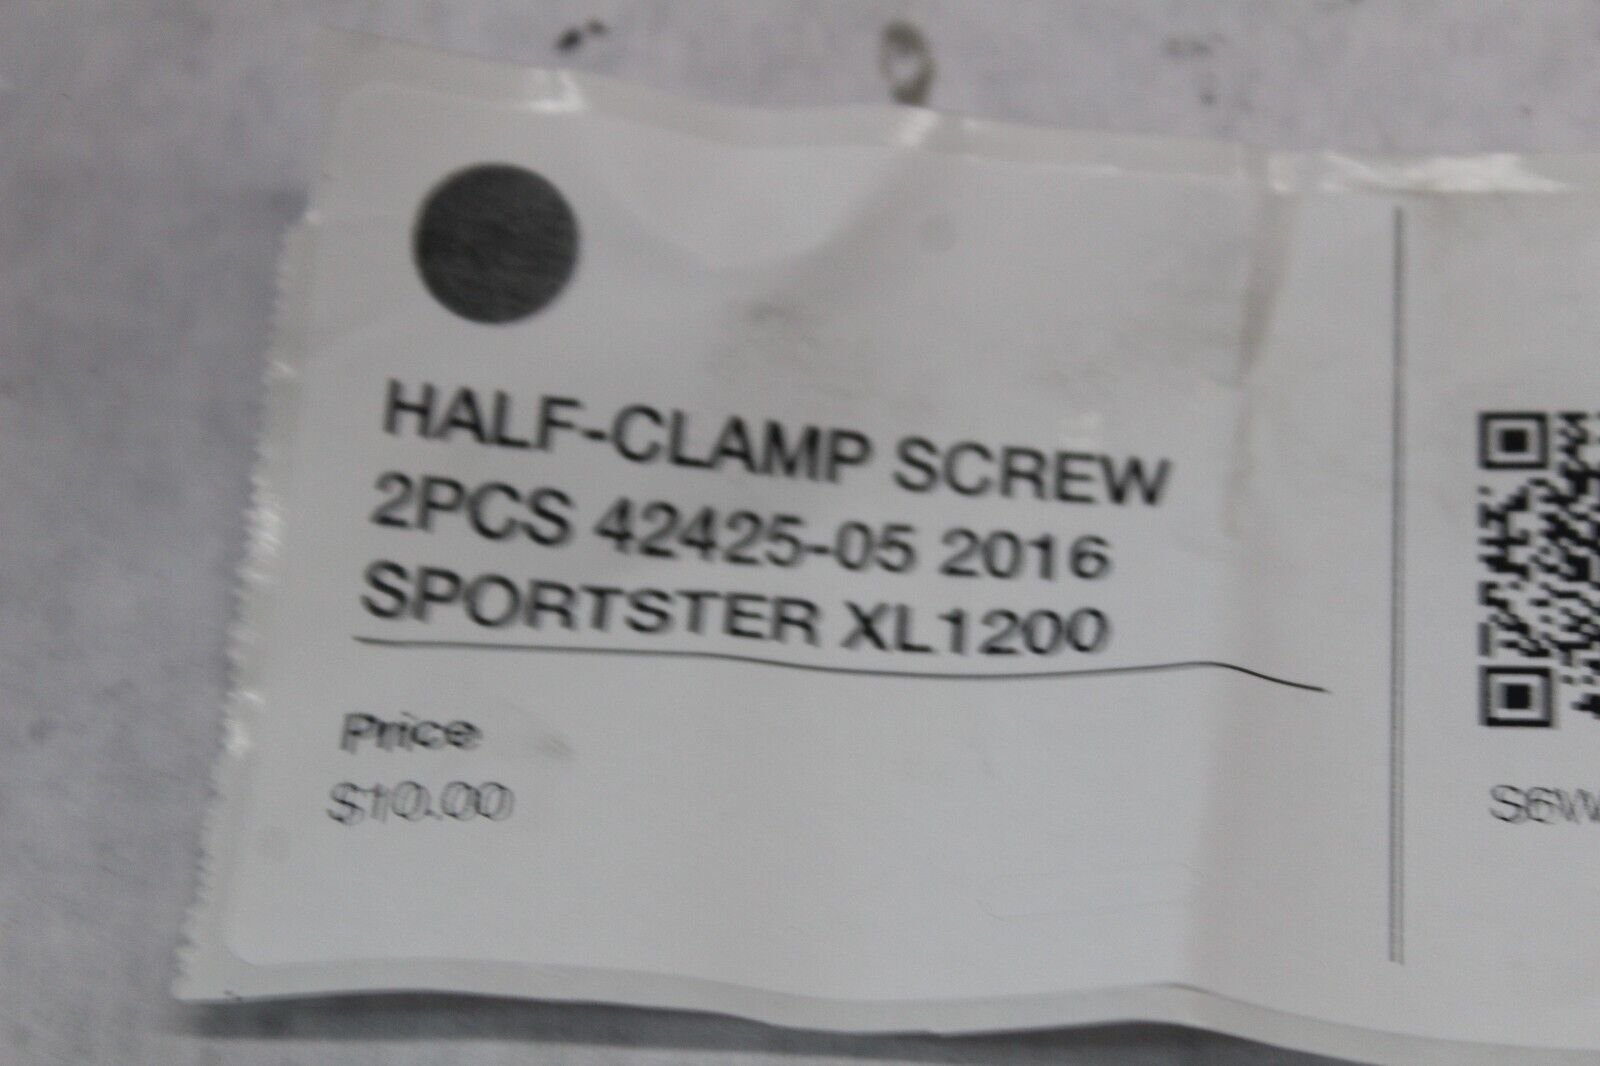 HALF-CLAMP SCREW
2PCS 42425-05 2016
SPORTSTER XL1200
Price
$10.00